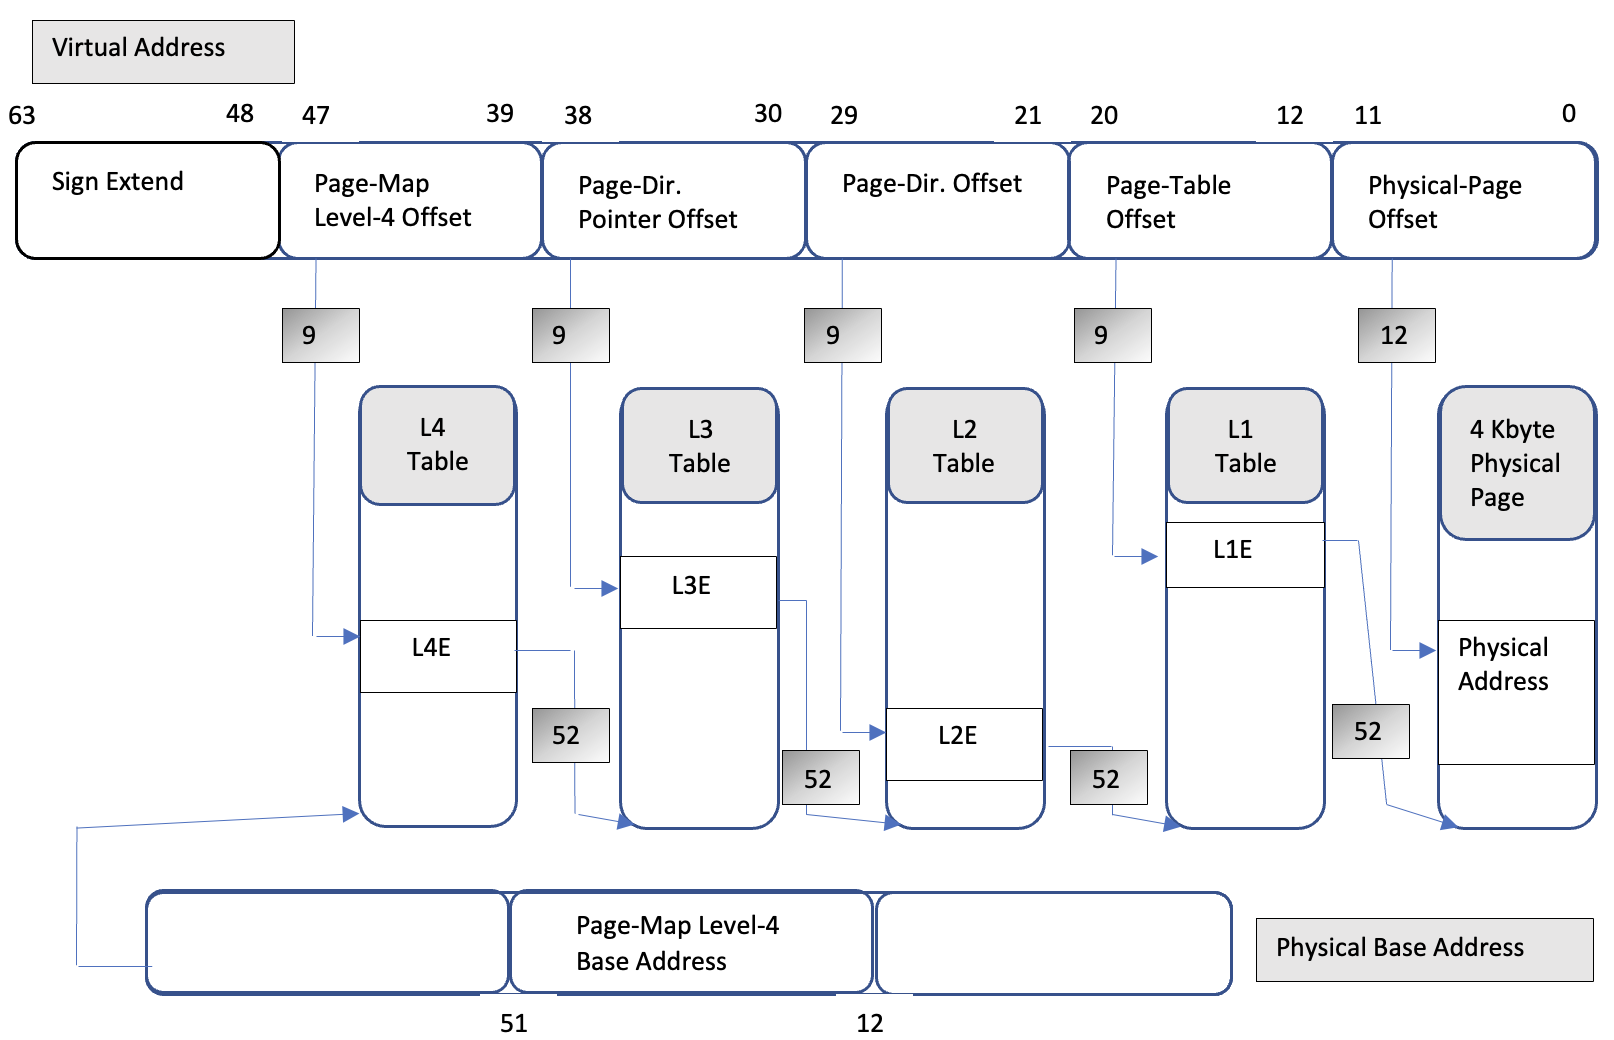 Virtual Address
63 48 47 39 38 30 29 21 20 12 11 0
Sign Extend
Page-Map
Level-4 Offset
Page-Dir.
Pointer Offset
Page-Dir. Offset
Page-Table
Offset
Physical-Page
Offset
9 9 9 9 12
L4
Table
L3
Table
L2
Table
L1
Table
4 Kbyte
Physical
Page
L4E
L3E
L2E
L1E
Physical
Address
52
52
52
52
Page-Map Level-4
Base Address
Physical Base Address
51 12